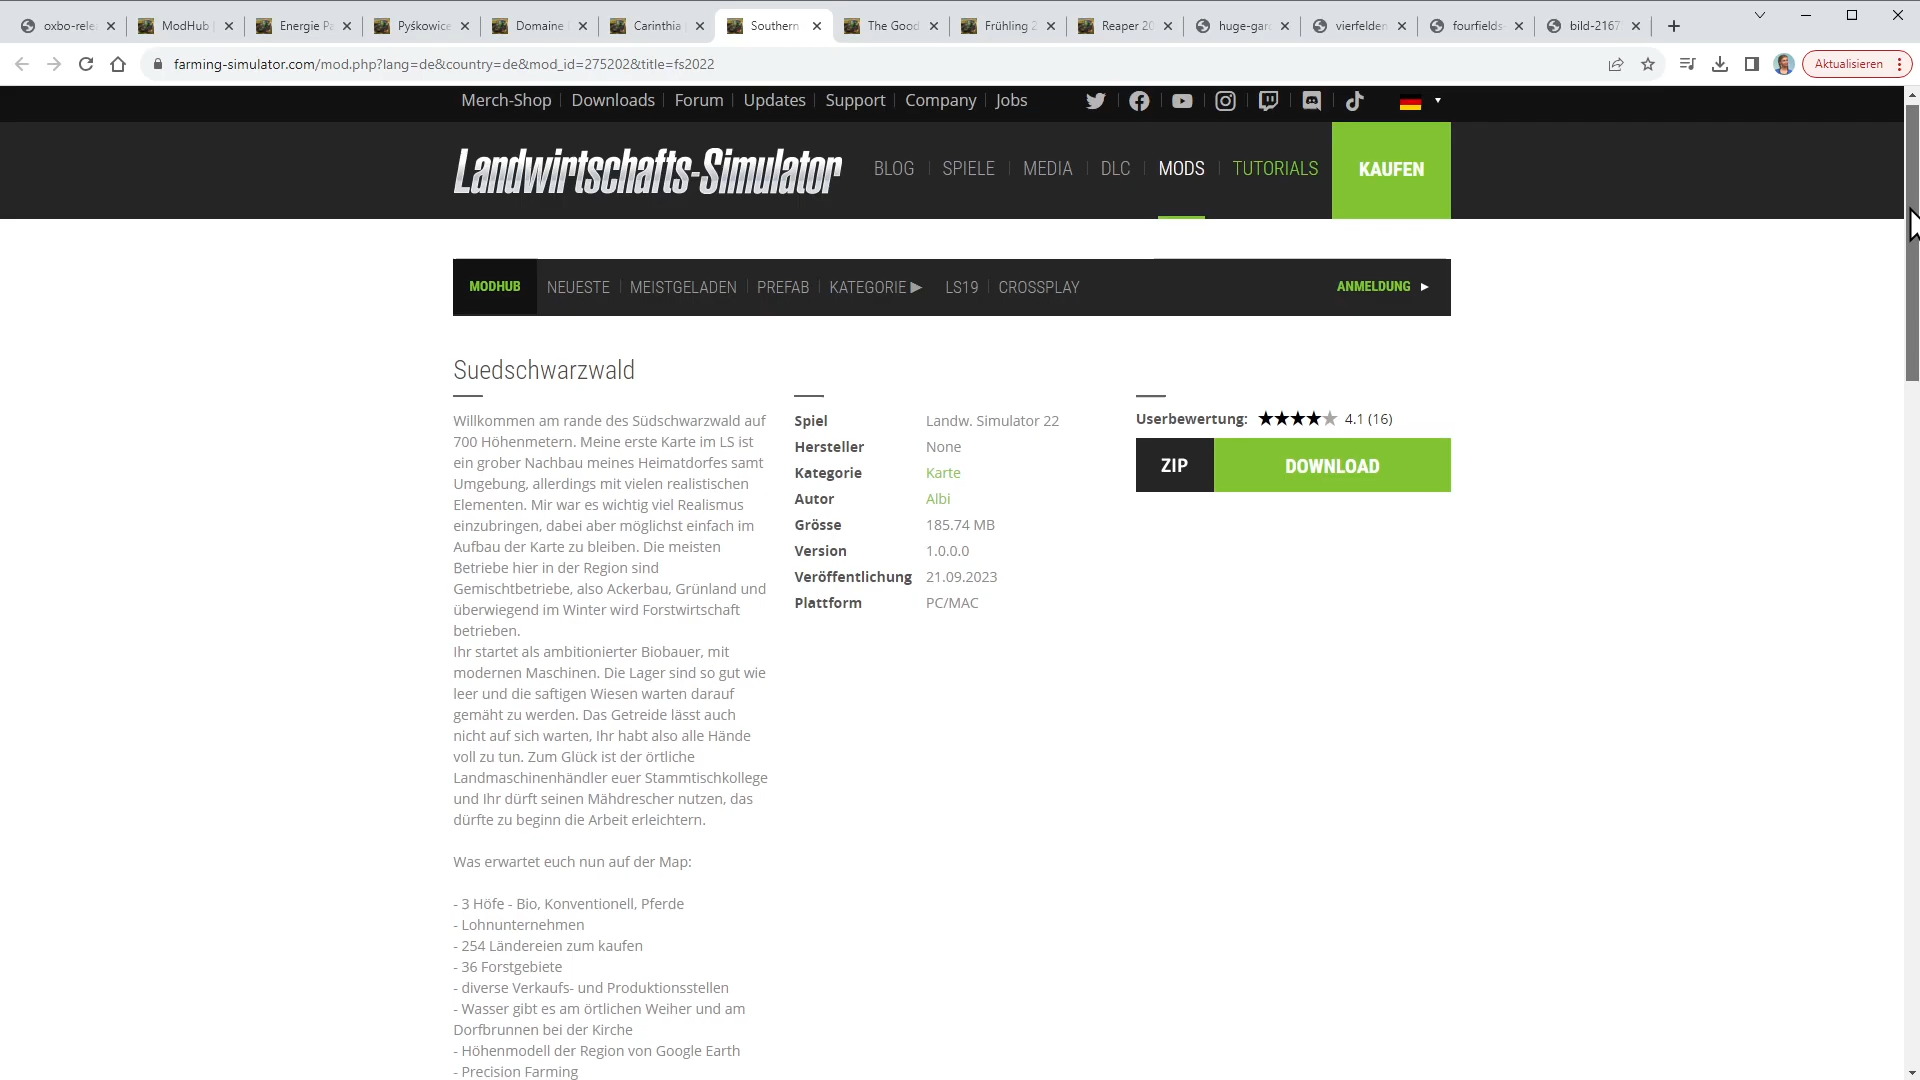 oxbo-rele
ModHub
Energie Pa
Pyśkowice
Domaine
Carinthia
Southern
The Good
Frühling 2
Reaper 20
huge-gard
vierfelden
fourfields-
bild-2167
farming-simulator.com/mod.php?lang=de&country=de&mod_id=275202&title=fs2022
Aktualisieren
Merch-Shop
Downloads
Forum
Updates
Support
Company
Jobs
Landwirtschafts-Simulator
BLOG
SPIELE
MEDIA
DLC
MODS
TUTORIALS
KAUFEN
MODHUB
NEUESTE
MEISTGELADEN
PREFAB
KATEGORIE ▶
LS19
CROSSPLAY
ANMELDUNG ▶
Suedschwarzwald
Willkommen am rande des Südschwarzwald auf
700 Höhenmetern. Meine erste Karte im LS ist
ein grober Nachbau meines Heimatdorfes samt
Umgebung, allerdings mit vielen realistischen
Elementen. Mir war es wichtig viel Realismus
einzubringen, dabei aber möglichst einfach im
Aufbau der Karte zu bleiben. Die meisten
Betriebe hier in der Region sind
Gemischtbetriebe, also Ackerbau, Grünland und
überwiegend im Winter wird Forstwirtschaft
betrieben.
Ihr startet als ambitionierter Biobauer, mit
modernen Maschinen. Die Lager sind so gut wie
leer und die saftigen Wiesen warten darauf
gemäht zu werden. Das Getreide lässt auch
nicht auf sich warten, Ihr habt also alle Hände
voll zu tun. Zum Glück ist der örtliche
Landmaschinenhändler euer Stammtischkollege
und Ihr dürft seinen Mähdrescher nutzen, das
dürfte zu beginn die Arbeit erleichtern.
Was erwartet euch nun auf der Map:
- 3 Höfe - Bio, Konventionell, Pferde
- Lohnunternehmen
- 254 Ländereien zum kaufen
- 36 Forstgebiete
- diverse Verkaufs- und Produktionsstellen
- Wasser gibt es am örtlichen Weiher und am
Dorfbrunnen bei der Kirche
- Höhenmodell der Region von Google Earth
- Precision Farming
Spiel Landw. Simulator 22
Hersteller None
Kategorie Karte
Autor Albi
Grösse 185.74 MB
Version 1.0.0.0
Veröffentlichung 21.09.2023
Plattform PC/MAC
Userbewertung: ★★★★★ 4.1 (16)
ZIP DOWNLOAD